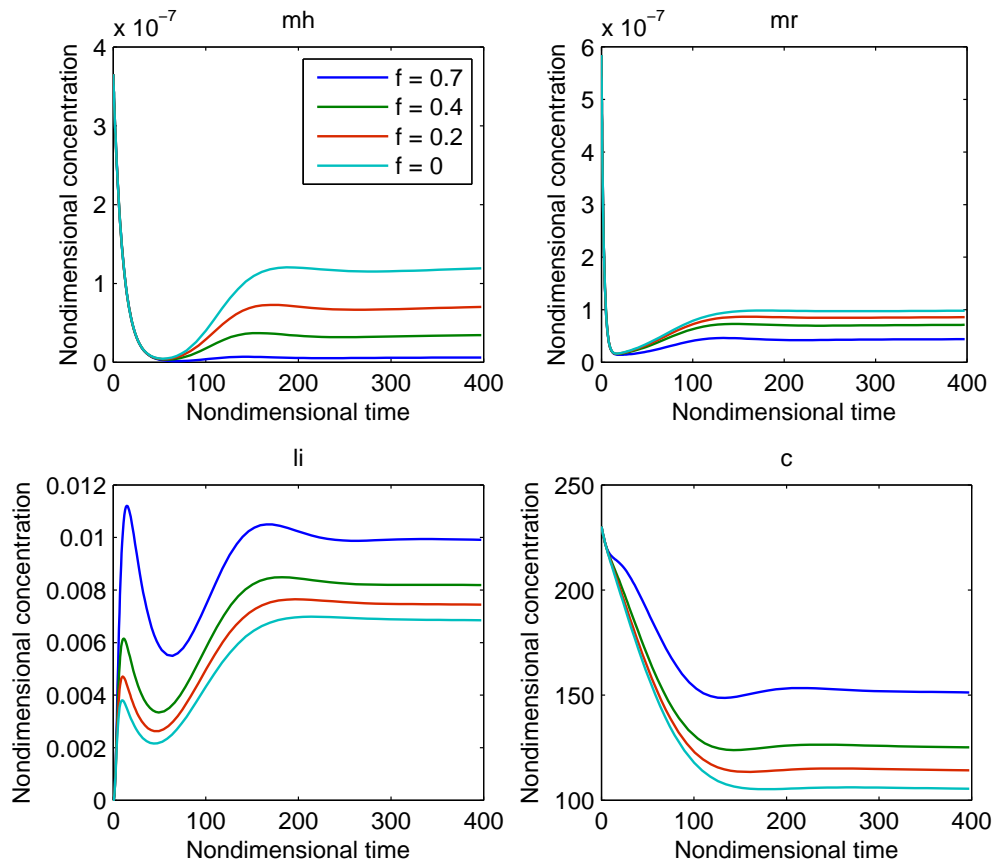 mh
x 10^-7
Nondimensional concentration
4
3
2
1
0
0 100 200 300 400
Nondimensional time
f = 0.7
f = 0.4
f = 0.2
f = 0
mr
x 10^-7
Nondimensional concentration
6
5
4
3
2
1
0
0 100 200 300 400
Nondimensional time
li
Nondimensional concentration
0.012
0.01
0.008
0.006
0.004
0.002
0
0 100 200 300 400
Nondimensional time
c
Nondimensional concentration
250
200
150
100
0 100 200 300 400
Nondimensional time